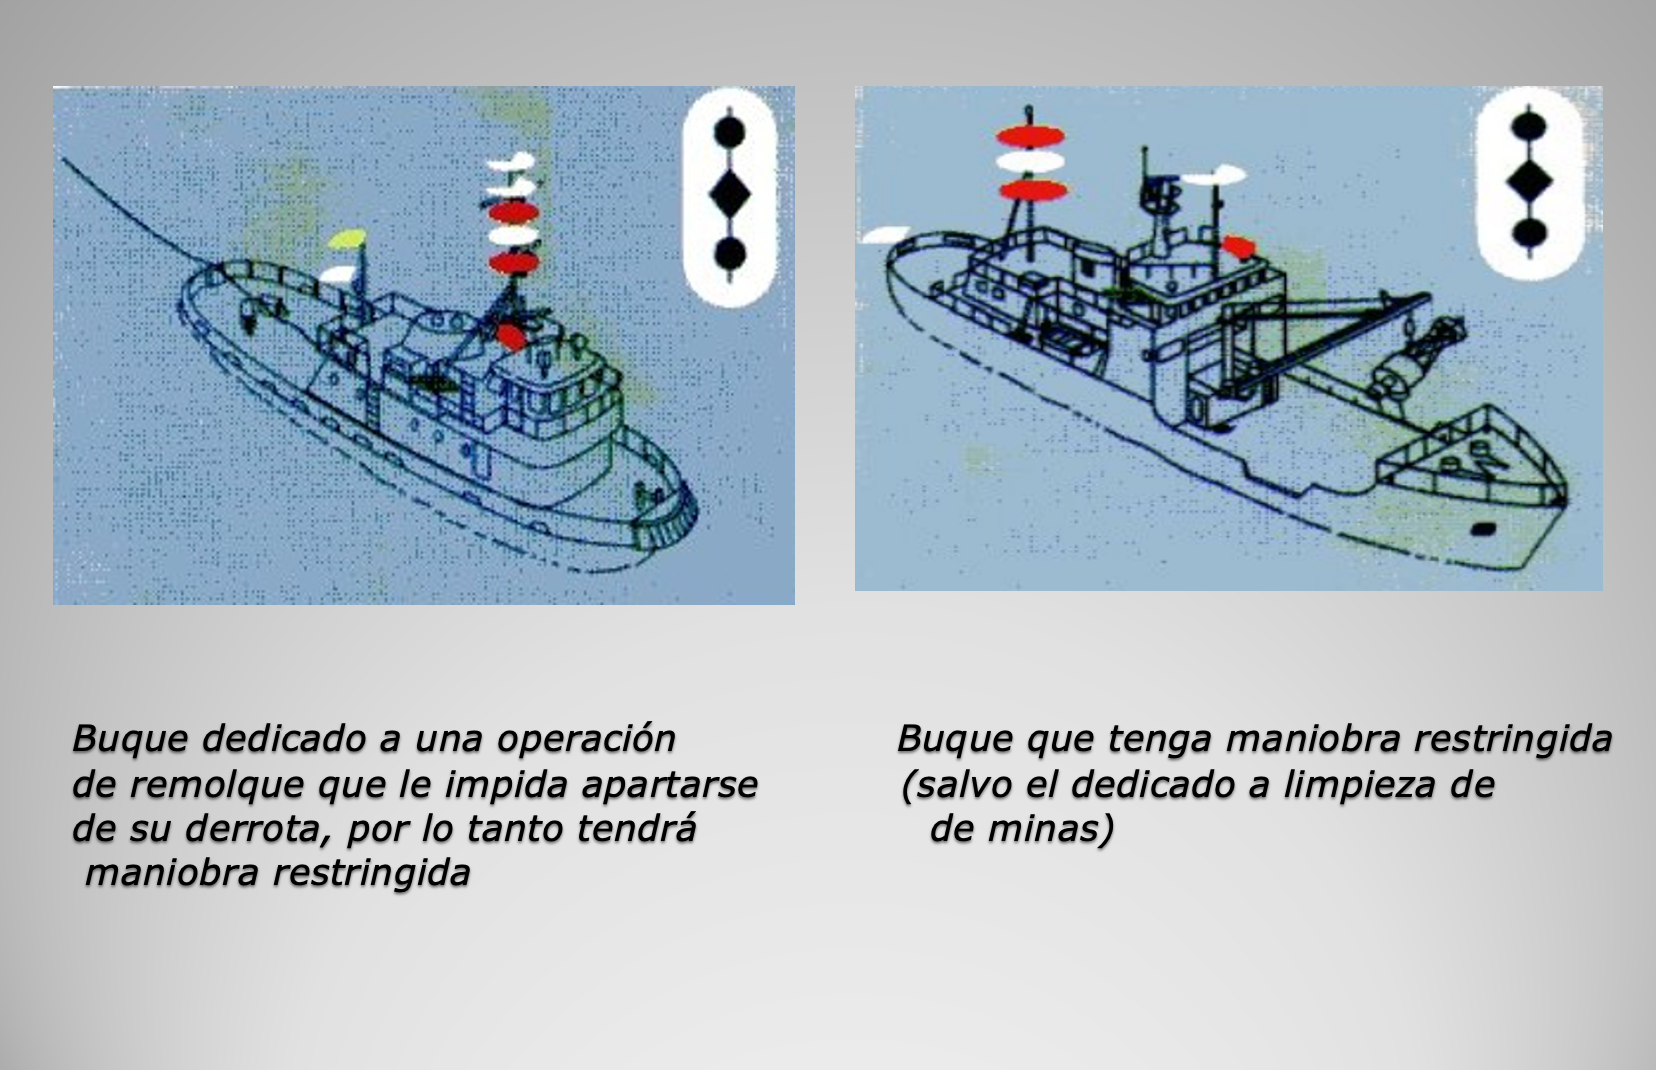 Buque dedicado a una operación
de remolque que le impida apartarse
de su derrota, por lo tanto tendrá
maniobra restringida
Buque que tenga maniobra restringida
(salvo el dedicado a limpieza de
de minas)